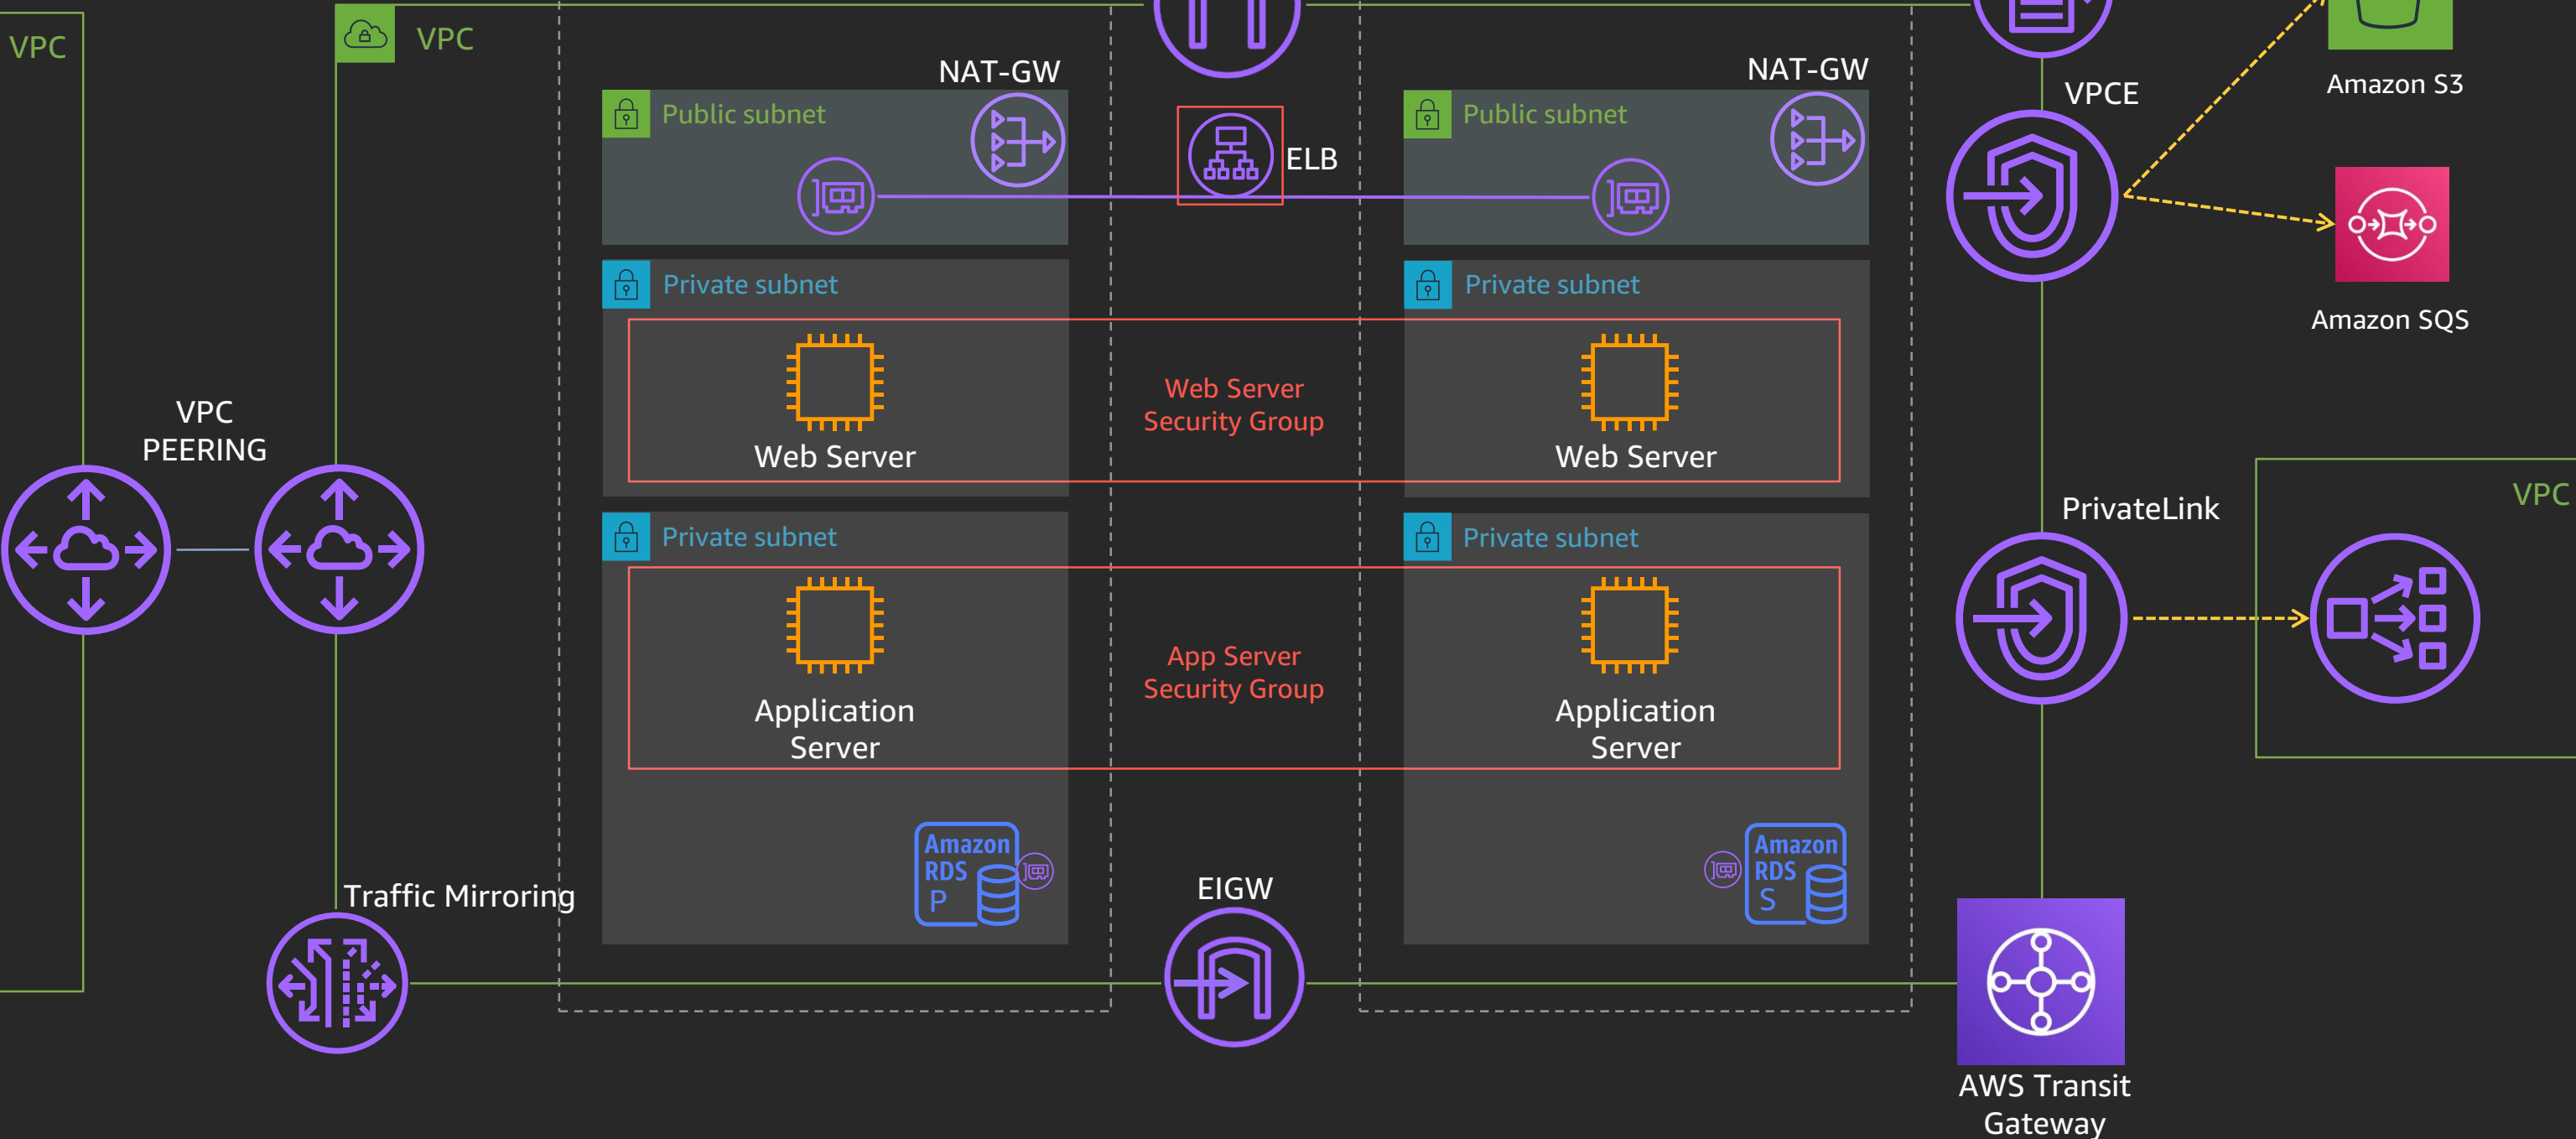 VPC
VPC
NAT-GW
NAT-GW
Amazon S3
VPCE
Public subnet
Public subnet
ELB
Private subnet
Private subnet
Amazon SQS
Web Server
Security Group
Web Server
Web Server
VPC
PEERING
VPC
PrivateLink
Private subnet
Private subnet
App Server
Security Group
Application
Server
Application
Server
Amazon
RDS
P
Amazon
RDS
S
Traffic Mirroring
EIGW
AWS Transit
Gateway